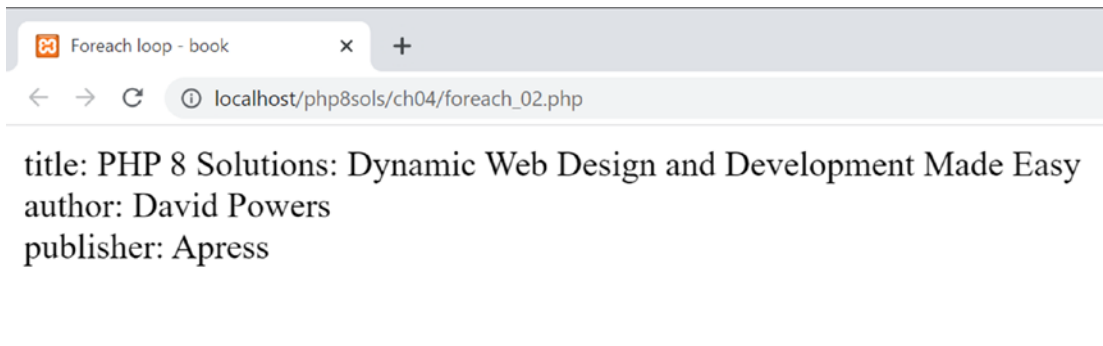 Foreach loop - book
localhost/php8sols/ch04/foreach_02.php
title: PHP 8 Solutions: Dynamic Web Design and Development Made Easy
author: David Powers
publisher: Apress